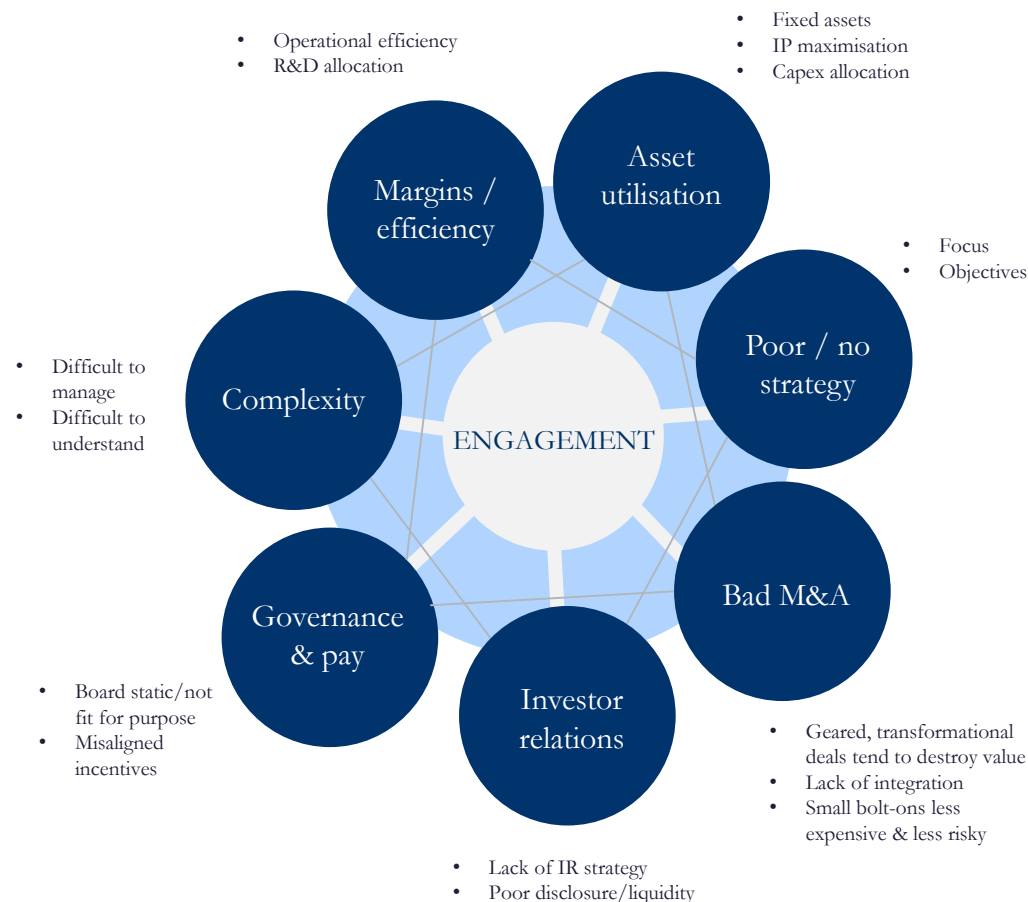 • Operational efficiency
• R&D allocation
• Fixed assets
• IP maximisation
• Capex allocation
Margins /
efficiency
Asset
utilisation
• Focus
• Objectives
Poor / no
strategy
• Difficult to
manage
• Difficult to
understand
Complexity
ENGAGEMENT
Bad M&A
Governance
& pay
Investor
relations
• Board static/not
fit for purpose
• Misaligned
incentives
• Geared, transformational
deals tend to destroy value
• Lack of integration
• Small bolt-ons less
expensive & less risky
• Lack of IR strategy
• Poor disclosure/liquidity